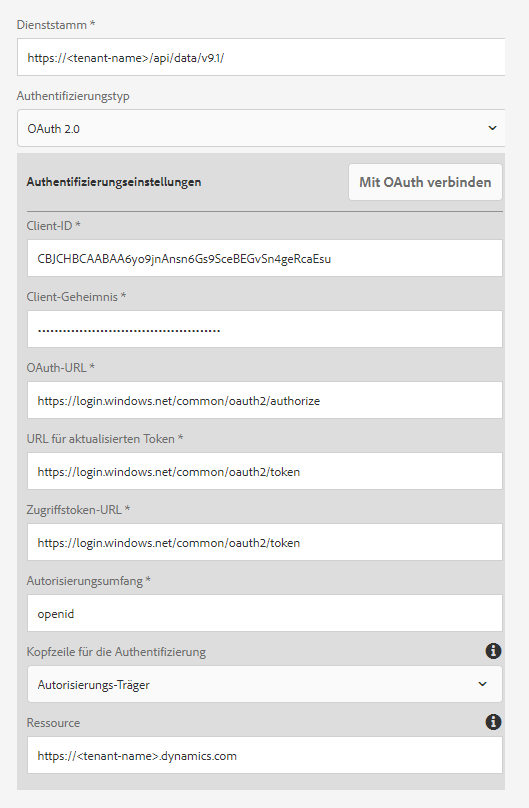 Dienststamm *
https://<tenant-name>/api/data/v9.1/
Authentifizierungstyp
OAuth 2.0
Authentifizierungseinstellungen
Mit OAuth verbinden
Client-ID *
CBJCHBCAABAA6yo9jnAnsn6Gs9SceBEGvSn4geRcaEsu
Client-Geheimnis *
OAuth-URL *
https://login.windows.net/common/oauth2/authorize
URL für aktualisierten Token *
https://login.windows.net/common/oauth2/token
Zugriffstoken-URL *
https://login.windows.net/common/oauth2/token
Autorisierungsumfang *
openid
Kopfzeile für die Authentifizierung
Autorisierungs-Träger
Ressource
https://<tenant-name>.dynamics.com